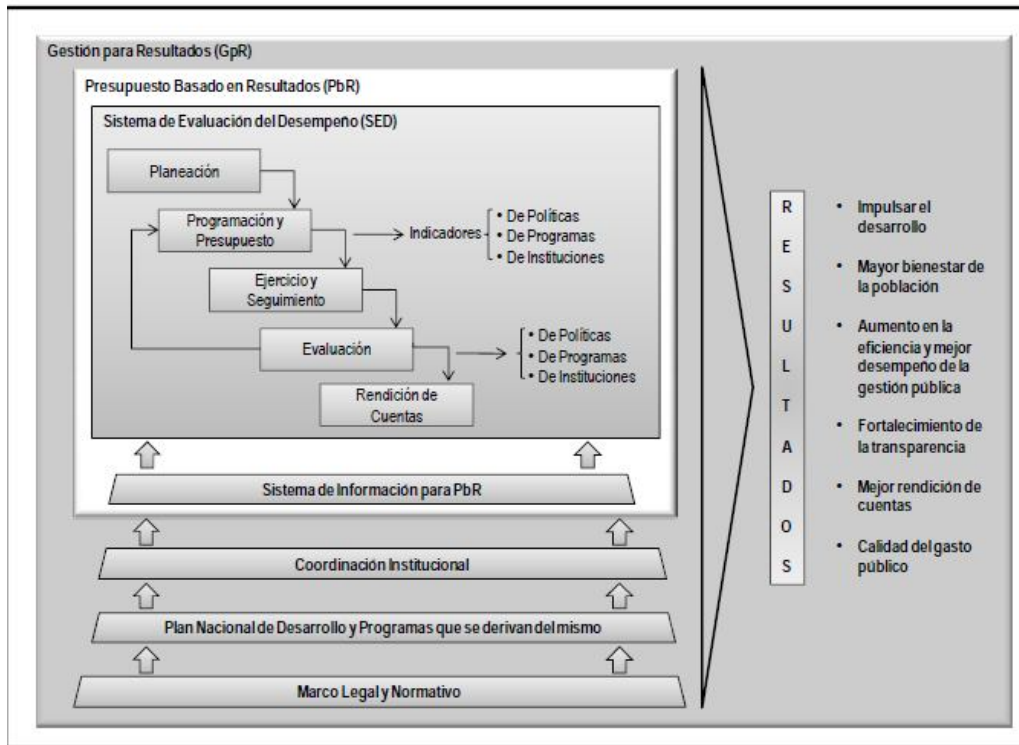 Gestión para Resultados (GpR)
Presupuesto Basado en Resultados (PbR)
Sistema de Evaluación del Desempeño (SED)
Planeación
Programación y
Presupuesto
Indicadores
• De Políticas
• De Programas
• De Instituciones
Ejercicio y
Seguimiento
Evaluación
• De Políticas
• De Programas
• De Instituciones
Rendición de
Cuentas
Sistema de Información para PbR
Coordinación Institucional
Plan Nacional de Desarrollo y Programas que se derivan del mismo
Marco Legal y Normativo
R
E
S
U
L
T
A
D
O
S
• Impulsar el
desarrollo
• Mayor bienestar de
la población
• Aumento en la
eficiencia y mejor
desempeño de la
gestión pública
• Fortalecimiento de
la transparencia
• Mejor rendición de
cuentas
• Calidad del gasto
público